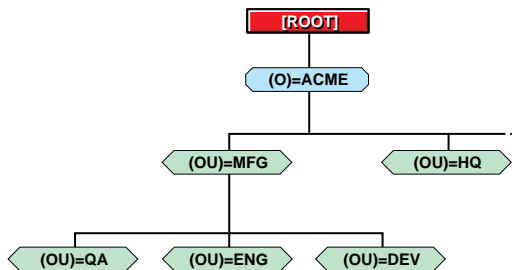 [ROOT]
(O)=ACME
(OU)=MFG
(OU)=HQ
(OU)=QA
(OU)=ENG
(OU)=DEV